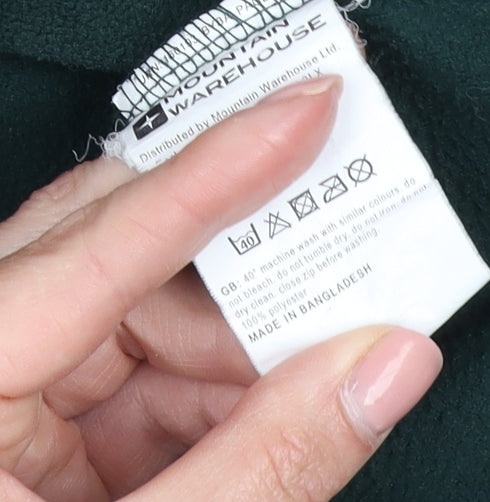 MOUNTAIN
WAREHOUSE
Distributed by Mountain Warehouse Ltd.
40
GB: 40° machine wash with similar colours, do
not bleach, do not tumble dry, do not iron, do not
dry clean. close zip before washing.
100% polyester
MADE IN BANGLADESH